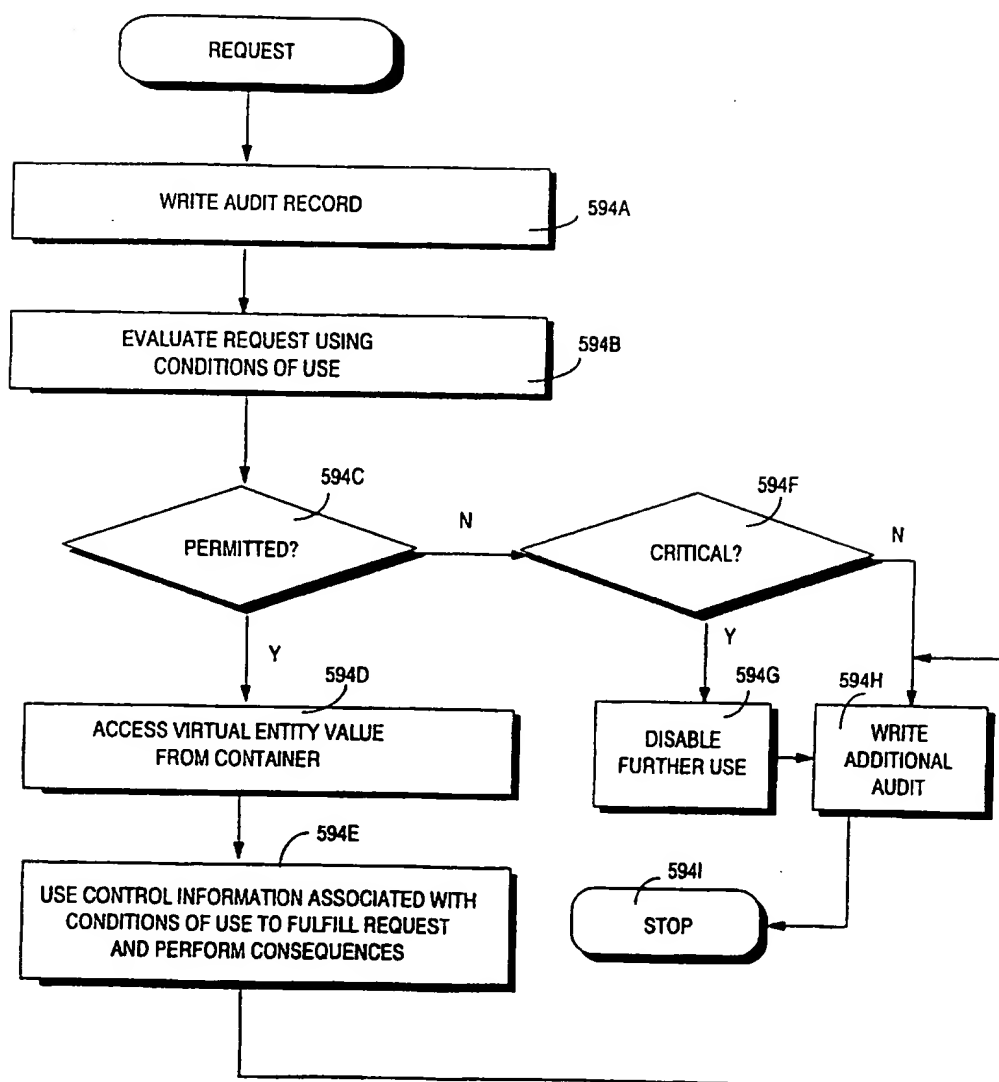 REQUEST
WRITE AUDIT RECORD
594A
EVALUATE REQUEST USING
CONDITIONS OF USE
594B
594C
PERMITTED?
N
594F
CRITICAL?
N
Y
Y
594D
ACCESS VIRTUAL ENTITY VALUE
FROM CONTAINER
594G
DISABLE
FURTHER USE
594H
WRITE
ADDITIONAL
AUDIT
594E
USE CONTROL INFORMATION ASSOCIATED WITH
CONDITIONS OF USE TO FULFILL REQUEST
AND PERFORM CONSEQUENCES
594I
STOP